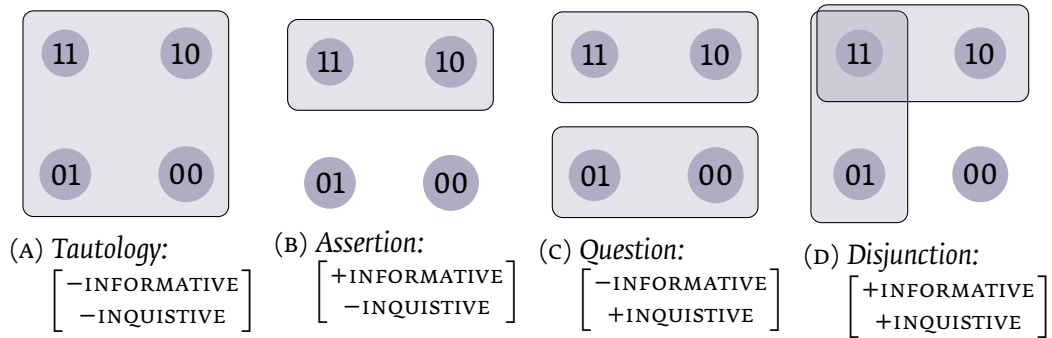 11 10
01 00
(A) Tautology:
−INFORMATIVE
−INQUISTIVE
11 10
01 00
(B) Assertion:
+INFORMATIVE
−INQUISTIVE
11 10
01 00
(C) Question:
−INFORMATIVE
+INQUISTIVE
11 10
01 00
(D) Disjunction:
+INFORMATIVE
+INQUISTIVE